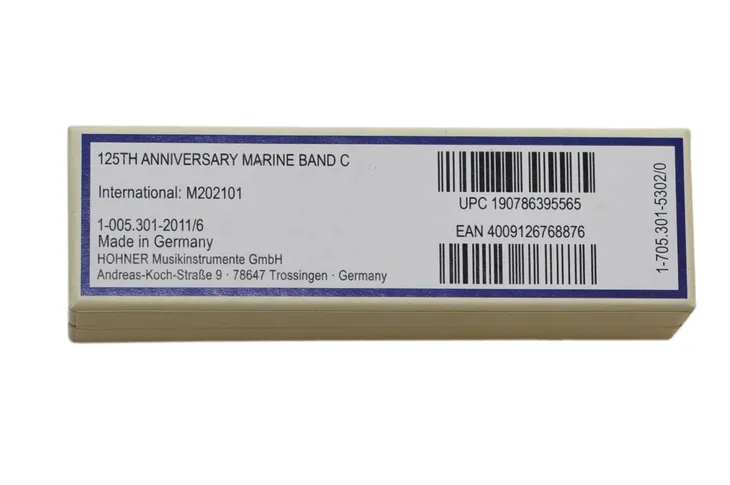 125TH ANNIVERSARY MARINE BAND C
International: M202101
1-005.301-2011/6
Made in Germany
HOHNER Musikinstrumente GmbH
Andreas-Koch-Straße 9 · 78647 Trossingen · Germany
UPC 190786395565
EAN 4009126768876
1-705.301-5302/0